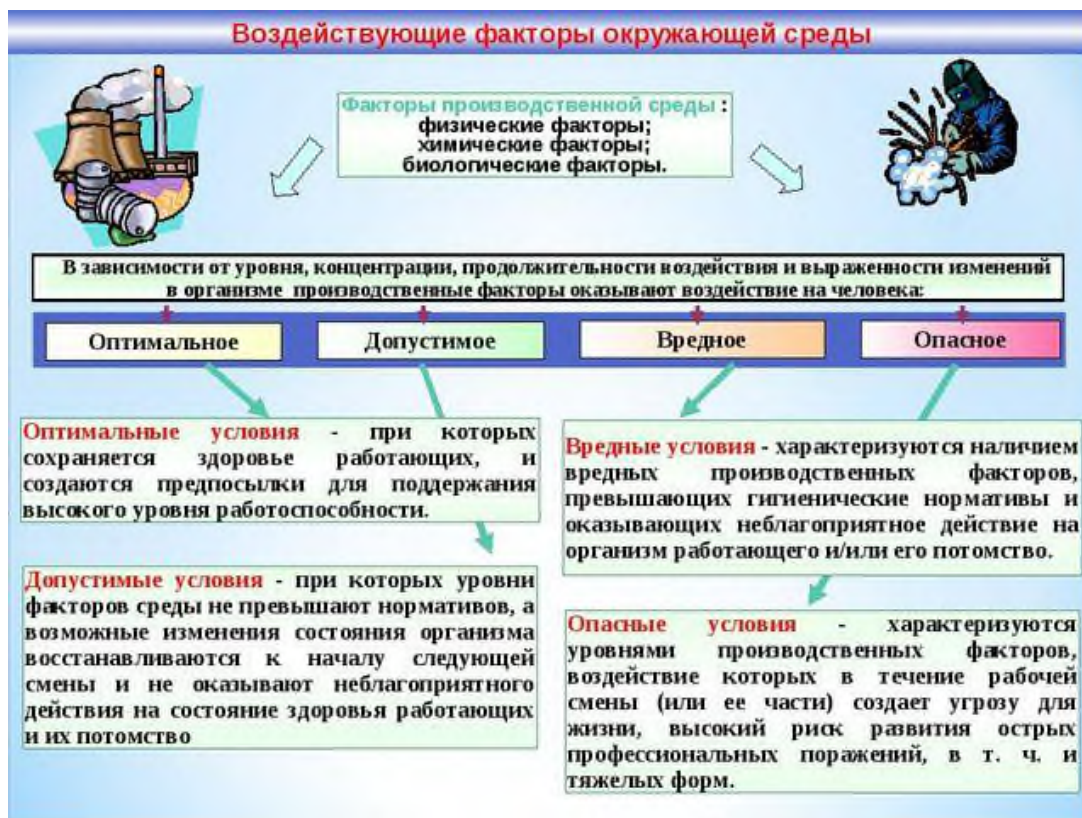 Воздействующие факторы окружающей среды
Факторы производственной среды :
физические факторы;
химические факторы;
биологические факторы.
В зависимости от уровня, концентрации, продолжительности воздействия и выраженности изменений
в организме производственные факторы оказывают воздействие на человека:
Оптимальное
Допустимое
Вредное
Опасное
Оптимальные условия - при которых
сохраняется здоровье работающих, и
создаются предпосылки для поддержания
высокого уровня работоспособности.
Допустимые условия - при которых уровни
факторов среды не превышают нормативов, а
возможные изменения состояния организма
восстанавливаются к началу следующей
смены и не оказывают неблагоприятного
действия на состояние здоровья работающих
и их потомство
Вредные условия - характеризуются наличием
вредных производственных факторов,
превышающих гигиенические нормативы и
оказывающих неблагоприятное действие на
организм работающего и/или его потомство.
Опасные условия - характеризуются
уровнями производственных факторов,
воздействие которых в течение рабочей
смены (или ее части) создает угрозу для
жизни, высокий риск развития острых
профессиональных поражений, в т. ч. и
тяжелых форм.